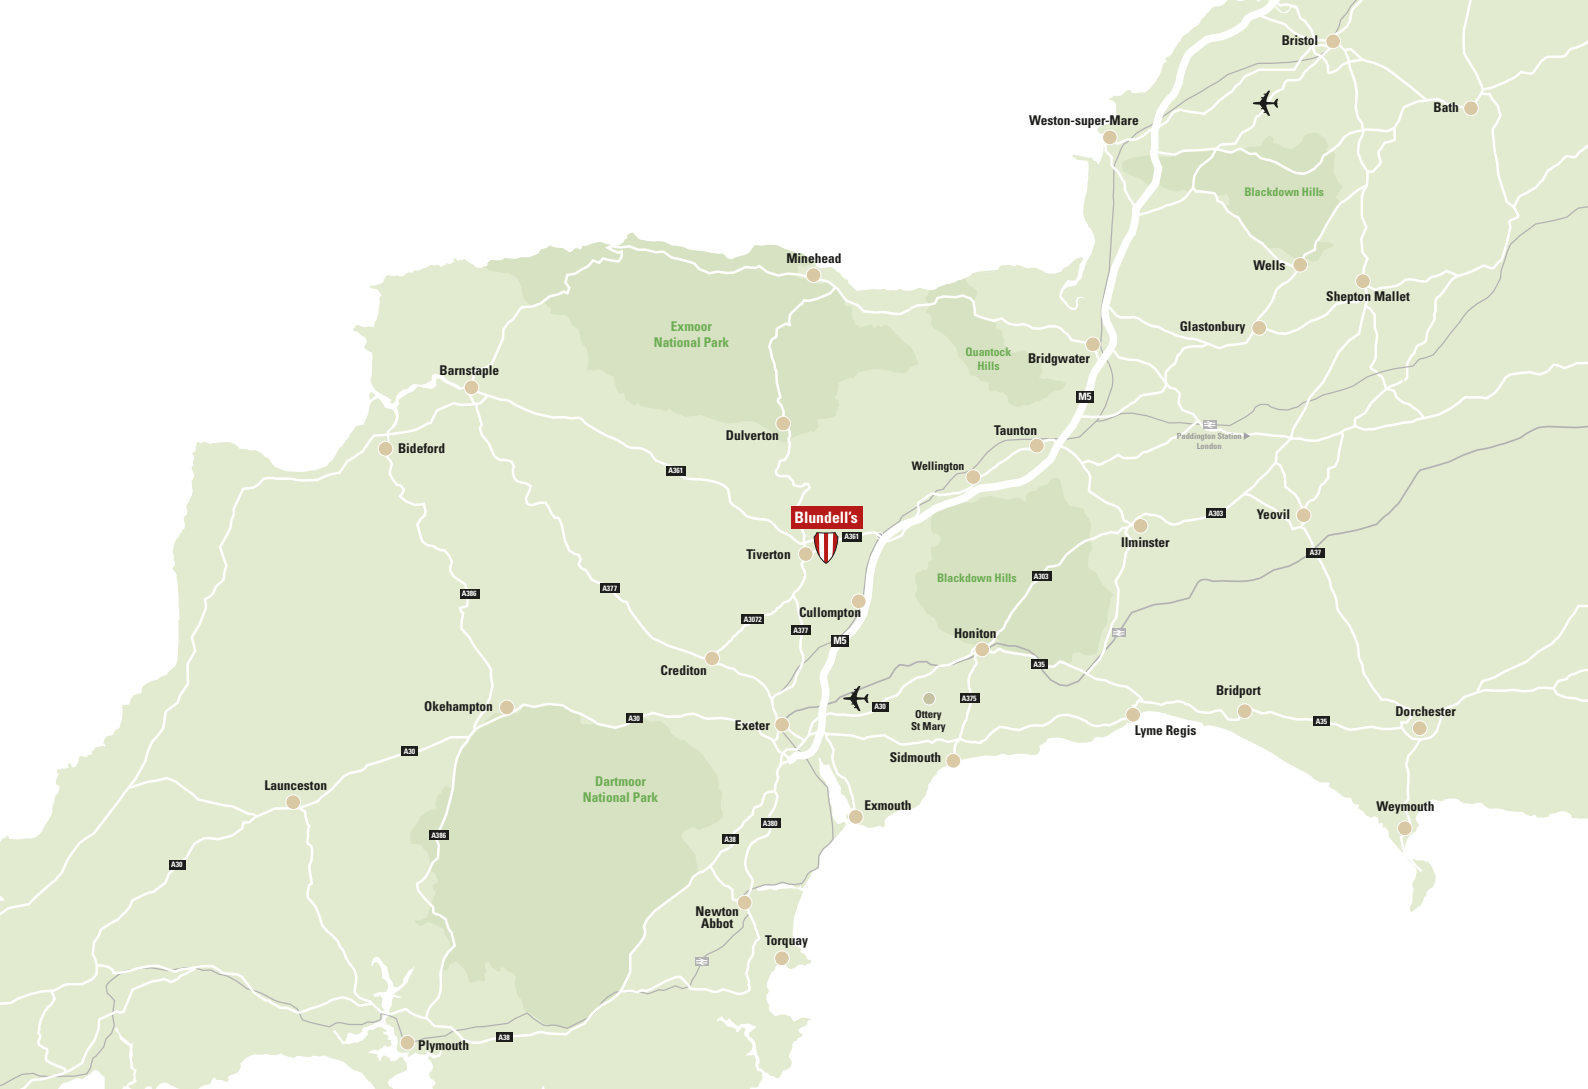 Bristol
Bath
Weston-super-Mare
Blackdown Hills
Minehead
Wells
Shepton Mallet
Exmoor
National Park
Glastonbury
Quantock
Hills
Bridgwater
Barnstaple
M5
Dulverton
Taunton
Paddington Station
London
Bideford
Wellington
A361
Blundell's
A303
Yeovil
A361
Ilminster
Tiverton
A37
Blackdown Hills
A303
A386
A377
Cullompton
A3072
A377
M5
Honiton
Crediton
A35
Okehampton
A30
A30
Ottery
St Mary
A375
Bridport
A35
Dorchester
Exeter
Lyme Regis
A30
Sidmouth
Launceston
Dartmoor
National Park
Exmouth
Weymouth
A386
A38
A380
A30
Newton
Abbot
Torquay
A38
Plymouth